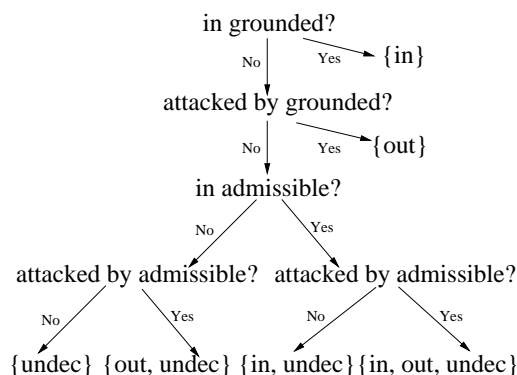 in grounded?
No Yes {in}
attacked by grounded?
No Yes {out}
in admissible?
No Yes
attacked by admissible? attacked by admissible?
No Yes No Yes
{undec} {out, undec} {in, undec} {in, out, undec}